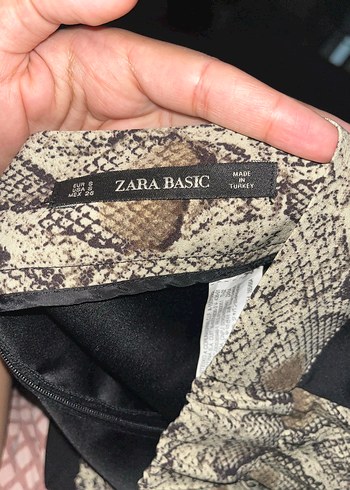 EUR S
USA S
MEX 26
ZARA BASIC
MADE
IN
TURKEY